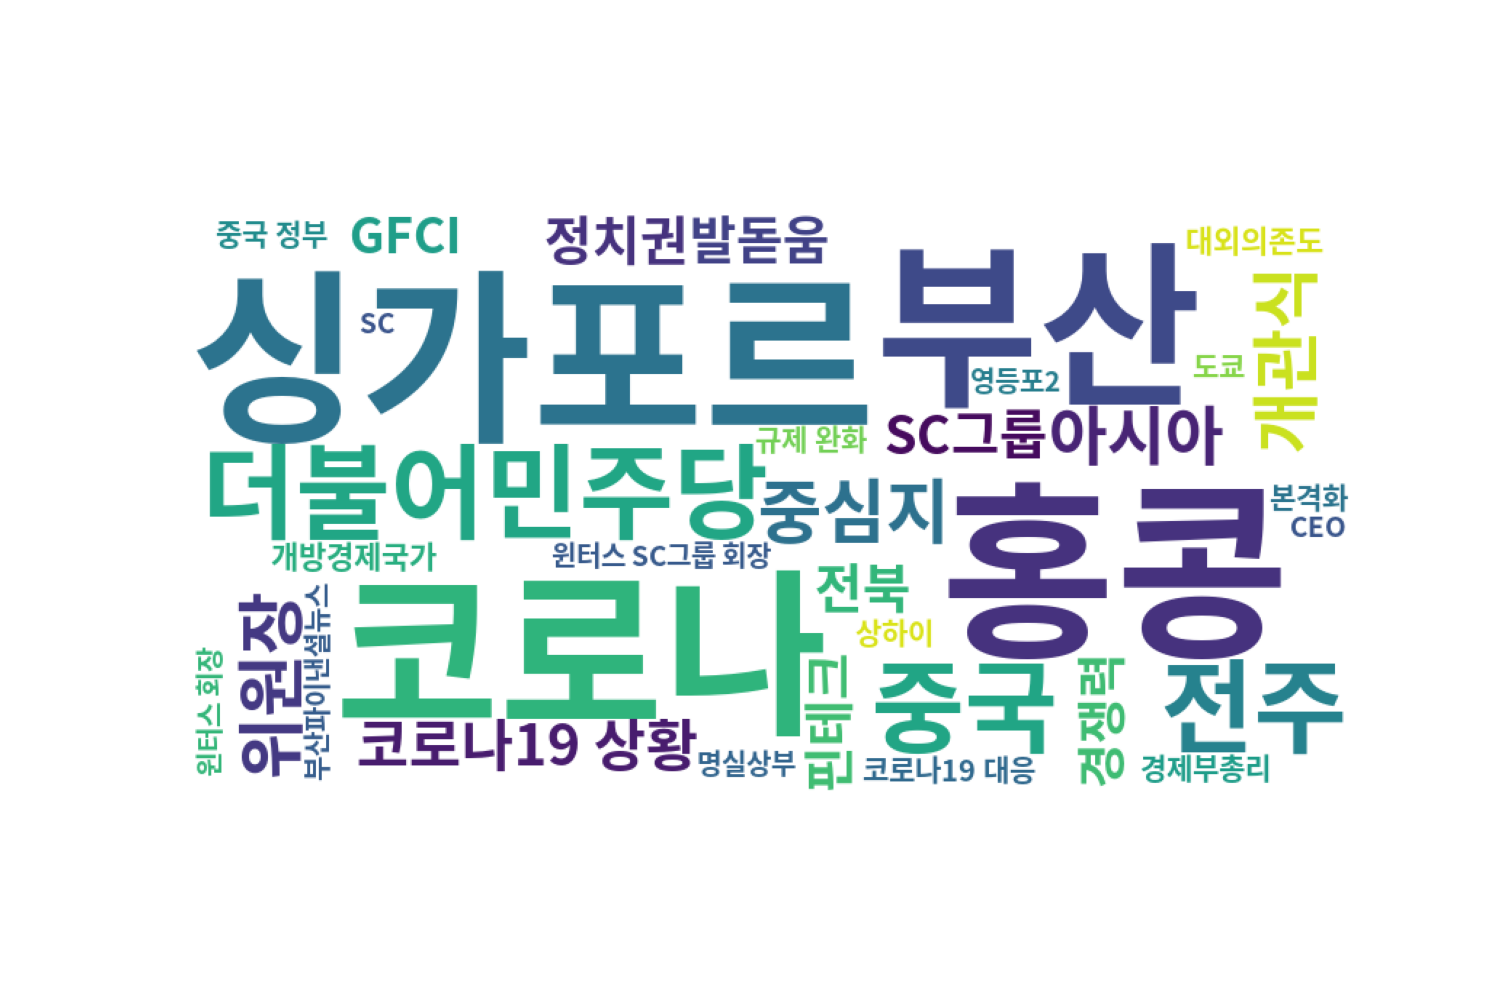 중국 정부
GFCI
정치권
발돋움
대외의존도
싱가포르
SC
부산
영등포2
도쿄
개관식
규제 완화
SC그룹
아시아
더불어민주당
중심지
홍콩
본격화
CEO
개방경제국가
윈터스 SC그룹 회장
코로나
전북
상하이
윈터스 회장
위원장
부산파이낸셜뉴스
중국
핀테크
경쟁력
전주
코로나19 상황
명실상부
코로나19 대응
경제부총리